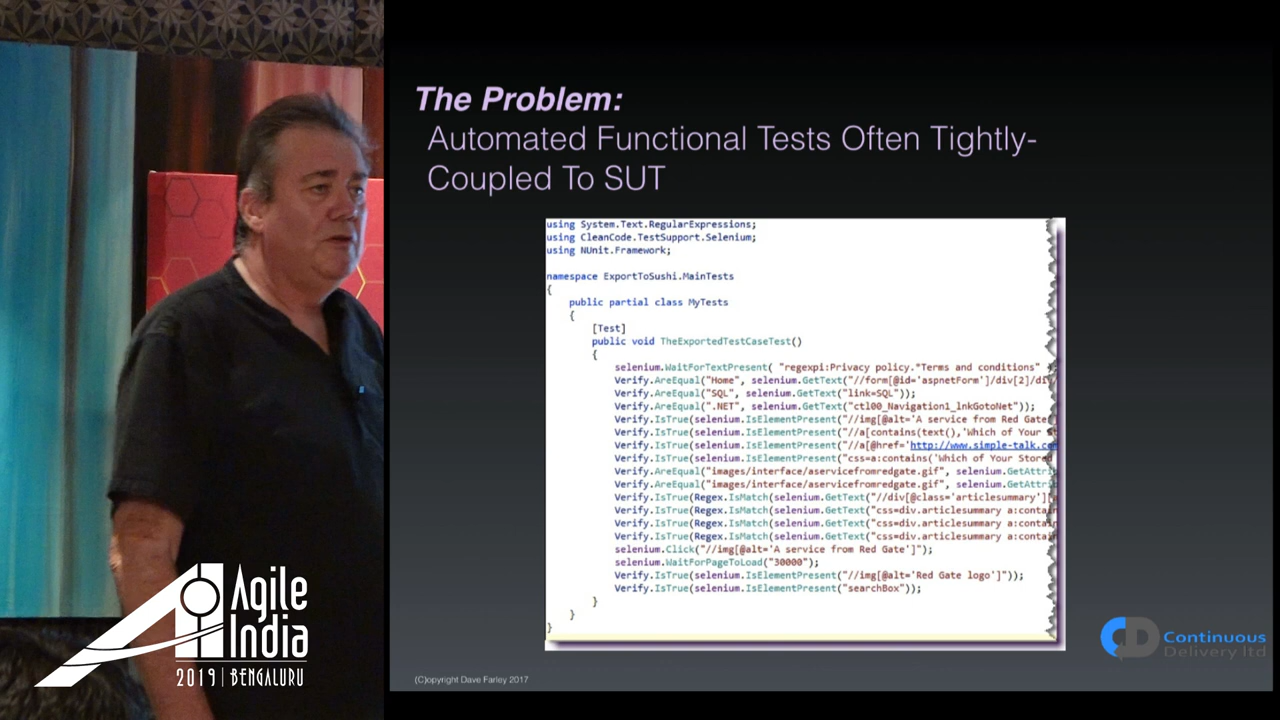 The Problem:
Automated Functional Tests Often Tightly-
Coupled To SUT
using System.Text.RegularExpressions;
using CleanCode.TestSupport.Selenium;
using NUnit.Framework;
namespace ExportToSushi.MainTests
{
public partial class MyTests
{
[Test]
public void TheExportedTestCaseTest()
{
selenium.WaitForTextPresent( "regexpi:Privacy policy.*Terms and conditions"
Verify.AreEqual("Home", selenium.GetText("//form[@id='aspnetForm']/div[2]/div
Verify.AreEqual("SQL", selenium.GetText("link=SQL"));
Verify.AreEqual(".NET", selenium.GetText("ctl00_Navigation1_lnkGotoNet"));
Verify.IsTrue(selenium.IsElementPresent("//img[@alt='A service from Red Gate'
Verify.IsTrue(selenium.IsElementPresent("//a[contains(text(),'Which of Your St
Verify.IsTrue(selenium.IsElementPresent("//a[@href='http://www.simple-talk.com
Verify.IsTrue(selenium.IsElementPresent("css=a:contains('Which of Your Stored
Verify.AreEqual("images/interface/aservicefromredgate.gif", selenium.GetAttri
Verify.AreEqual("images/interface/aservicefromredgate.gif", selenium.GetAttri
Verify.IsTrue(Regex.IsMatch(selenium.GetText("//div[@class='articlesummary']
Verify.IsTrue(Regex.IsMatch(selenium.GetText("css=div.articlesummary a:contain
Verify.IsTrue(Regex.IsMatch(selenium.GetText("css=div.articlesummary a:contai
Verify.IsTrue(Regex.IsMatch(selenium.GetText("css=div.articlesummary a:contai
selenium.Click("//img[@alt='A service from Red Gate']");
selenium.WaitForPageToLoad("30000");
Verify.IsTrue(selenium.IsElementPresent("//img[@alt='Red Gate logo']"));
Verify.IsTrue(selenium.IsElementPresent("searchBox"));
}
}
}
CD
Continuous
Delivery ltd
(C)opyright Dave Farley 2017
Agile
India
2019 | BENGALURU